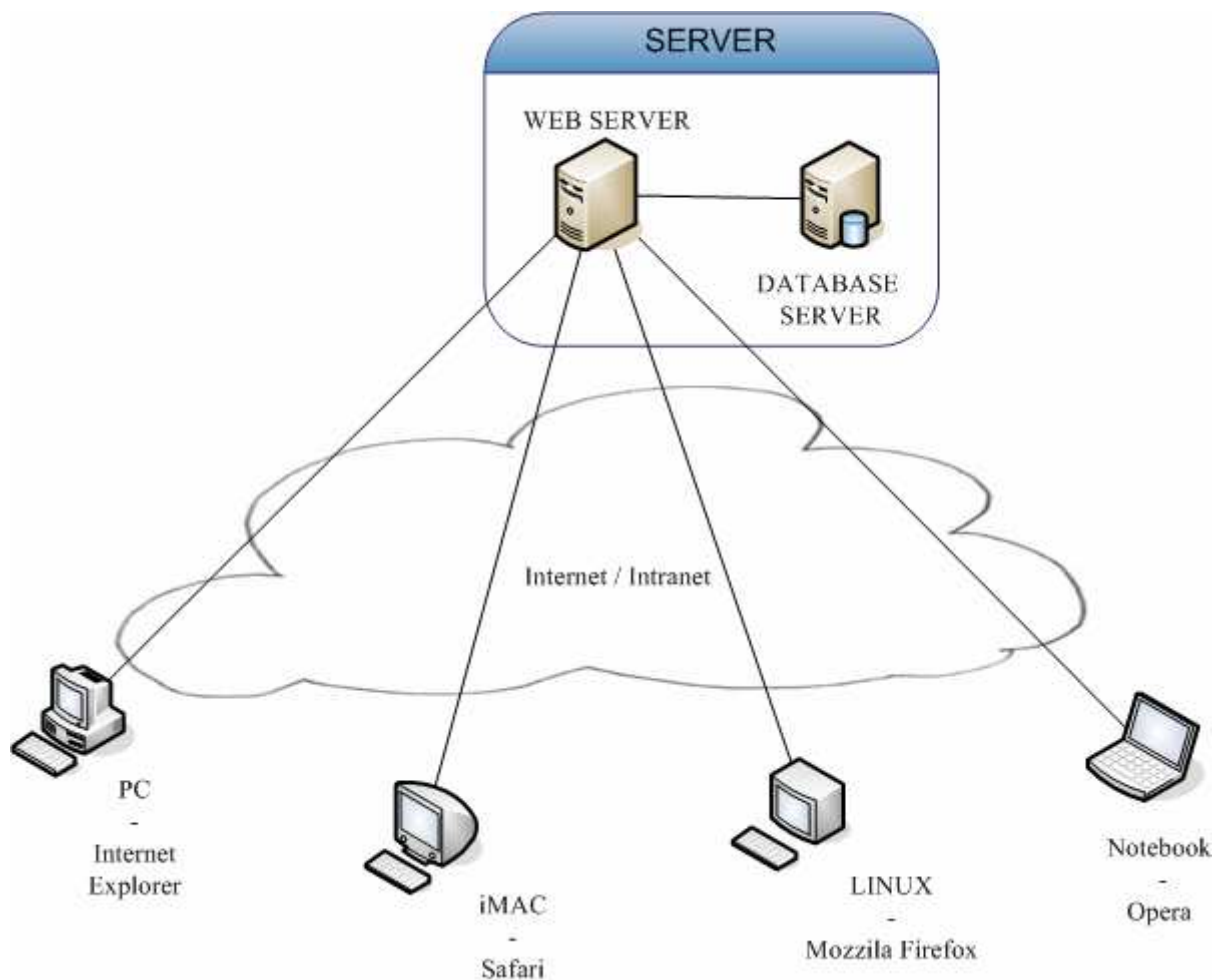 SERVER
WEB SERVER
DATABASE
SERVER
Internet / Intranet
PC
-
Internet
Explorer
iMAC
-
Safari
LINUX
-
Mozzila Firefox
Notebook
-
Opera